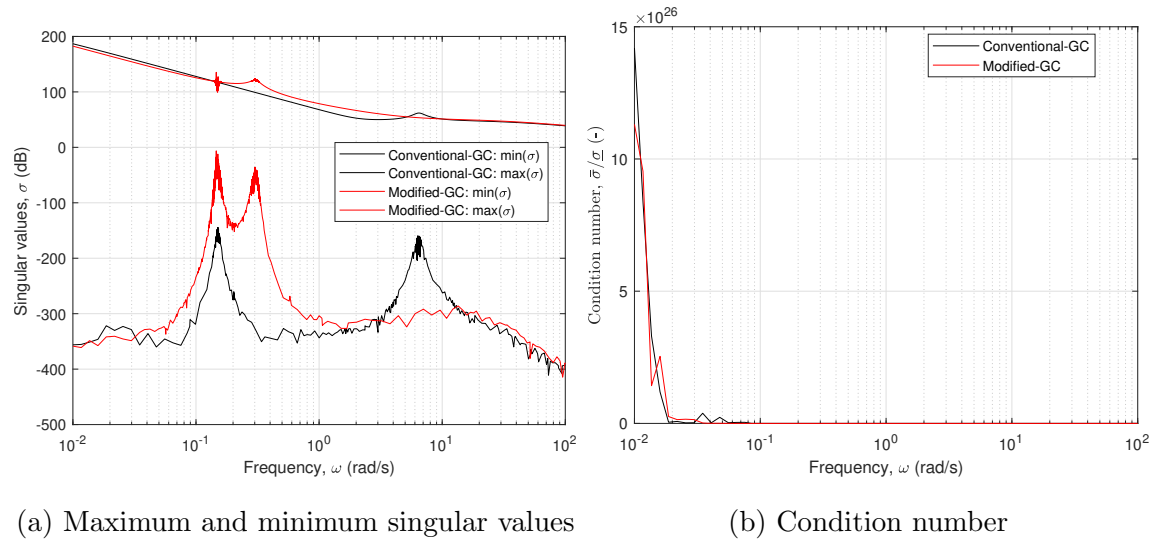 200
100
0
-100
-200
-300
-400
-500
Singular values, σ (dB)
10^-2
10^-1
10^0
10^1
10^2
Frequency, ω (rad/s)
Conventional-GC: min(σ)
Conventional-GC: max(σ)
Modified-GC: min(σ)
Modified-GC: max(σ)
(a) Maximum and minimum singular values
×10^26
15
10
5
0
Condition number, σ̄/σ̲ (-)
10^-2
10^-1
10^0
10^1
10^2
Frequency, ω (rad/s)
Conventional-GC
Modified-GC
(b) Condition number